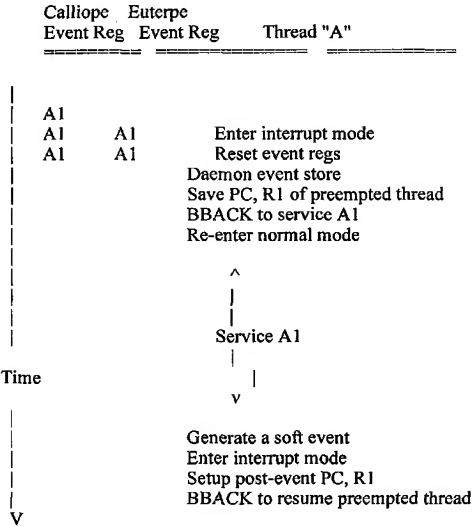 Calliope Euterpe
Event Reg Event Reg Thread "A"
========== =============== ===============
A1
A1 A1 Enter interrupt mode
A1 A1 Reset event regs
Daemon event store
Save PC, R1 of preempted thread
BBACK to service A1
Re-enter normal mode
^
|
|
Service A1
|
Time |
v
Generate a soft event
Enter interrupt mode
Setup post-event PC, R1
BBACK to resume preempted thread
V